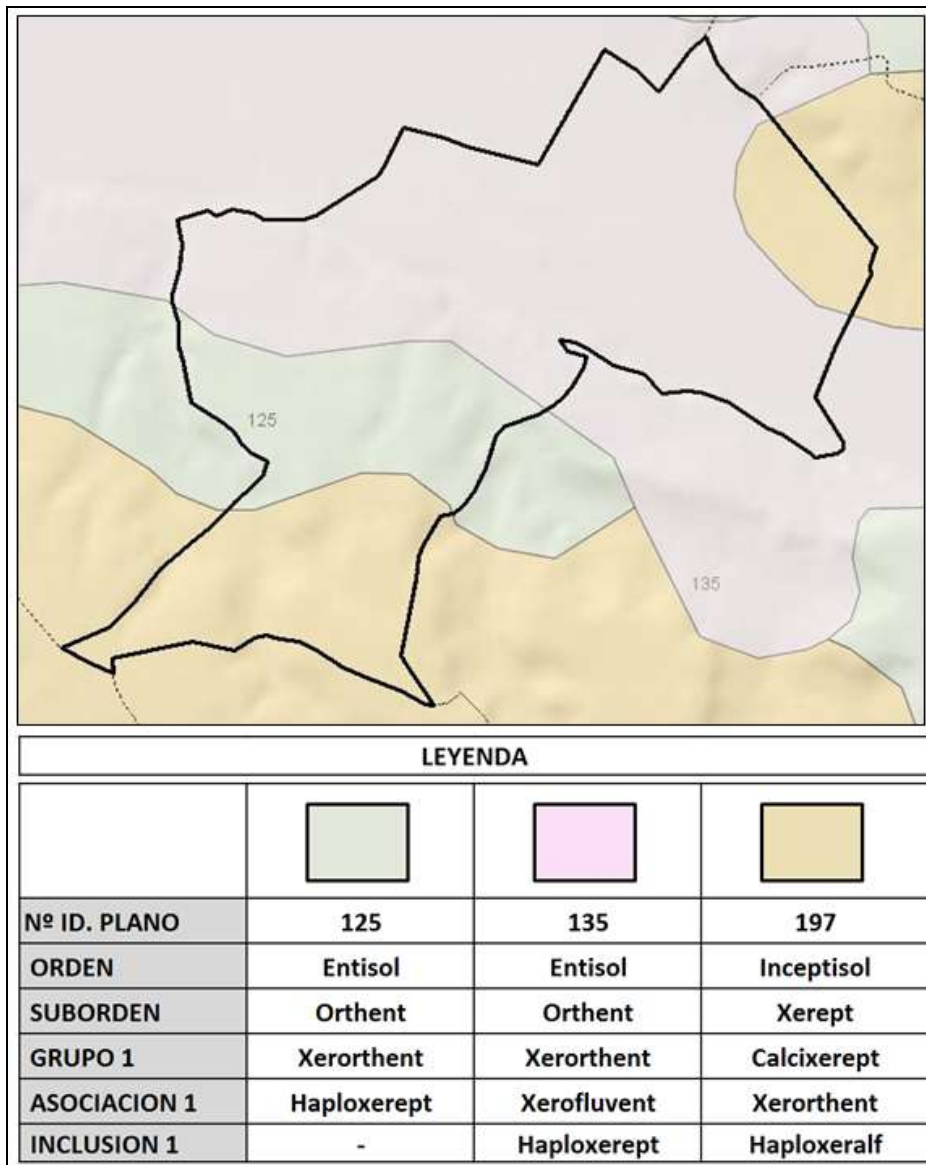 125
135
LEYENDA
Nº ID. PLANO 125 135 197
ORDEN Entisol Entisol Inceptisol
SUBORDEN Orthent Orthent Xerept
GRUPO 1 Xerorthent Xerorthent Calcixerept
ASOCIACION 1 Haploxerept Xerofluvent Xerorthent
INCLUSION 1 - Haploxerept Haploxeralf